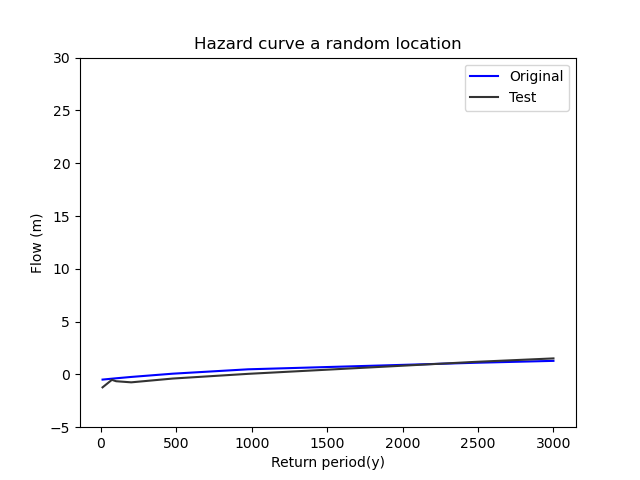 Hazard curve a random location
Original
Test
Flow (m)
30
25
20
15
10
5
0
−5
0 500 1000 1500 2000 2500 3000
Return period(y)